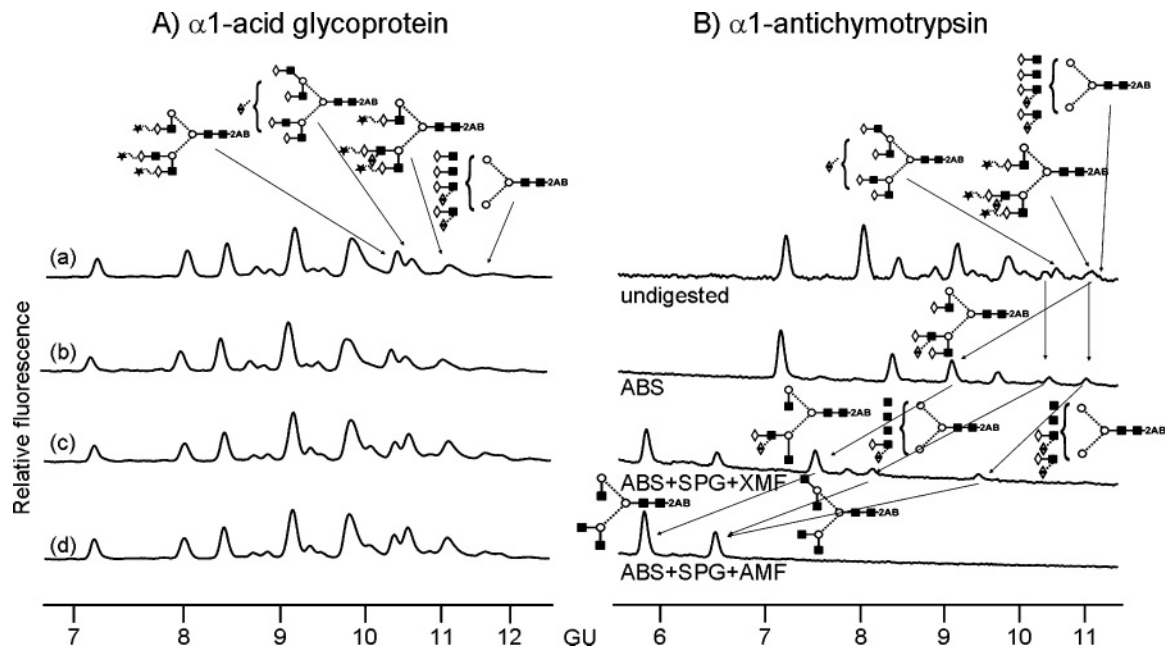 A) α1-acid glycoprotein
B) α1-antichymotrypsin
2AB
2AB
2AB
2AB
2AB
2AB
2AB
2AB
(a)
undigested
2AB
(b)
ABS
2AB
2AB
2AB
(c)
ABS+SPG+XMF
2AB
2AB
(d)
ABS+SPG+AMF
Relative fluorescence
7 8 9 10 11 12 GU 6 7 8 9 10 11